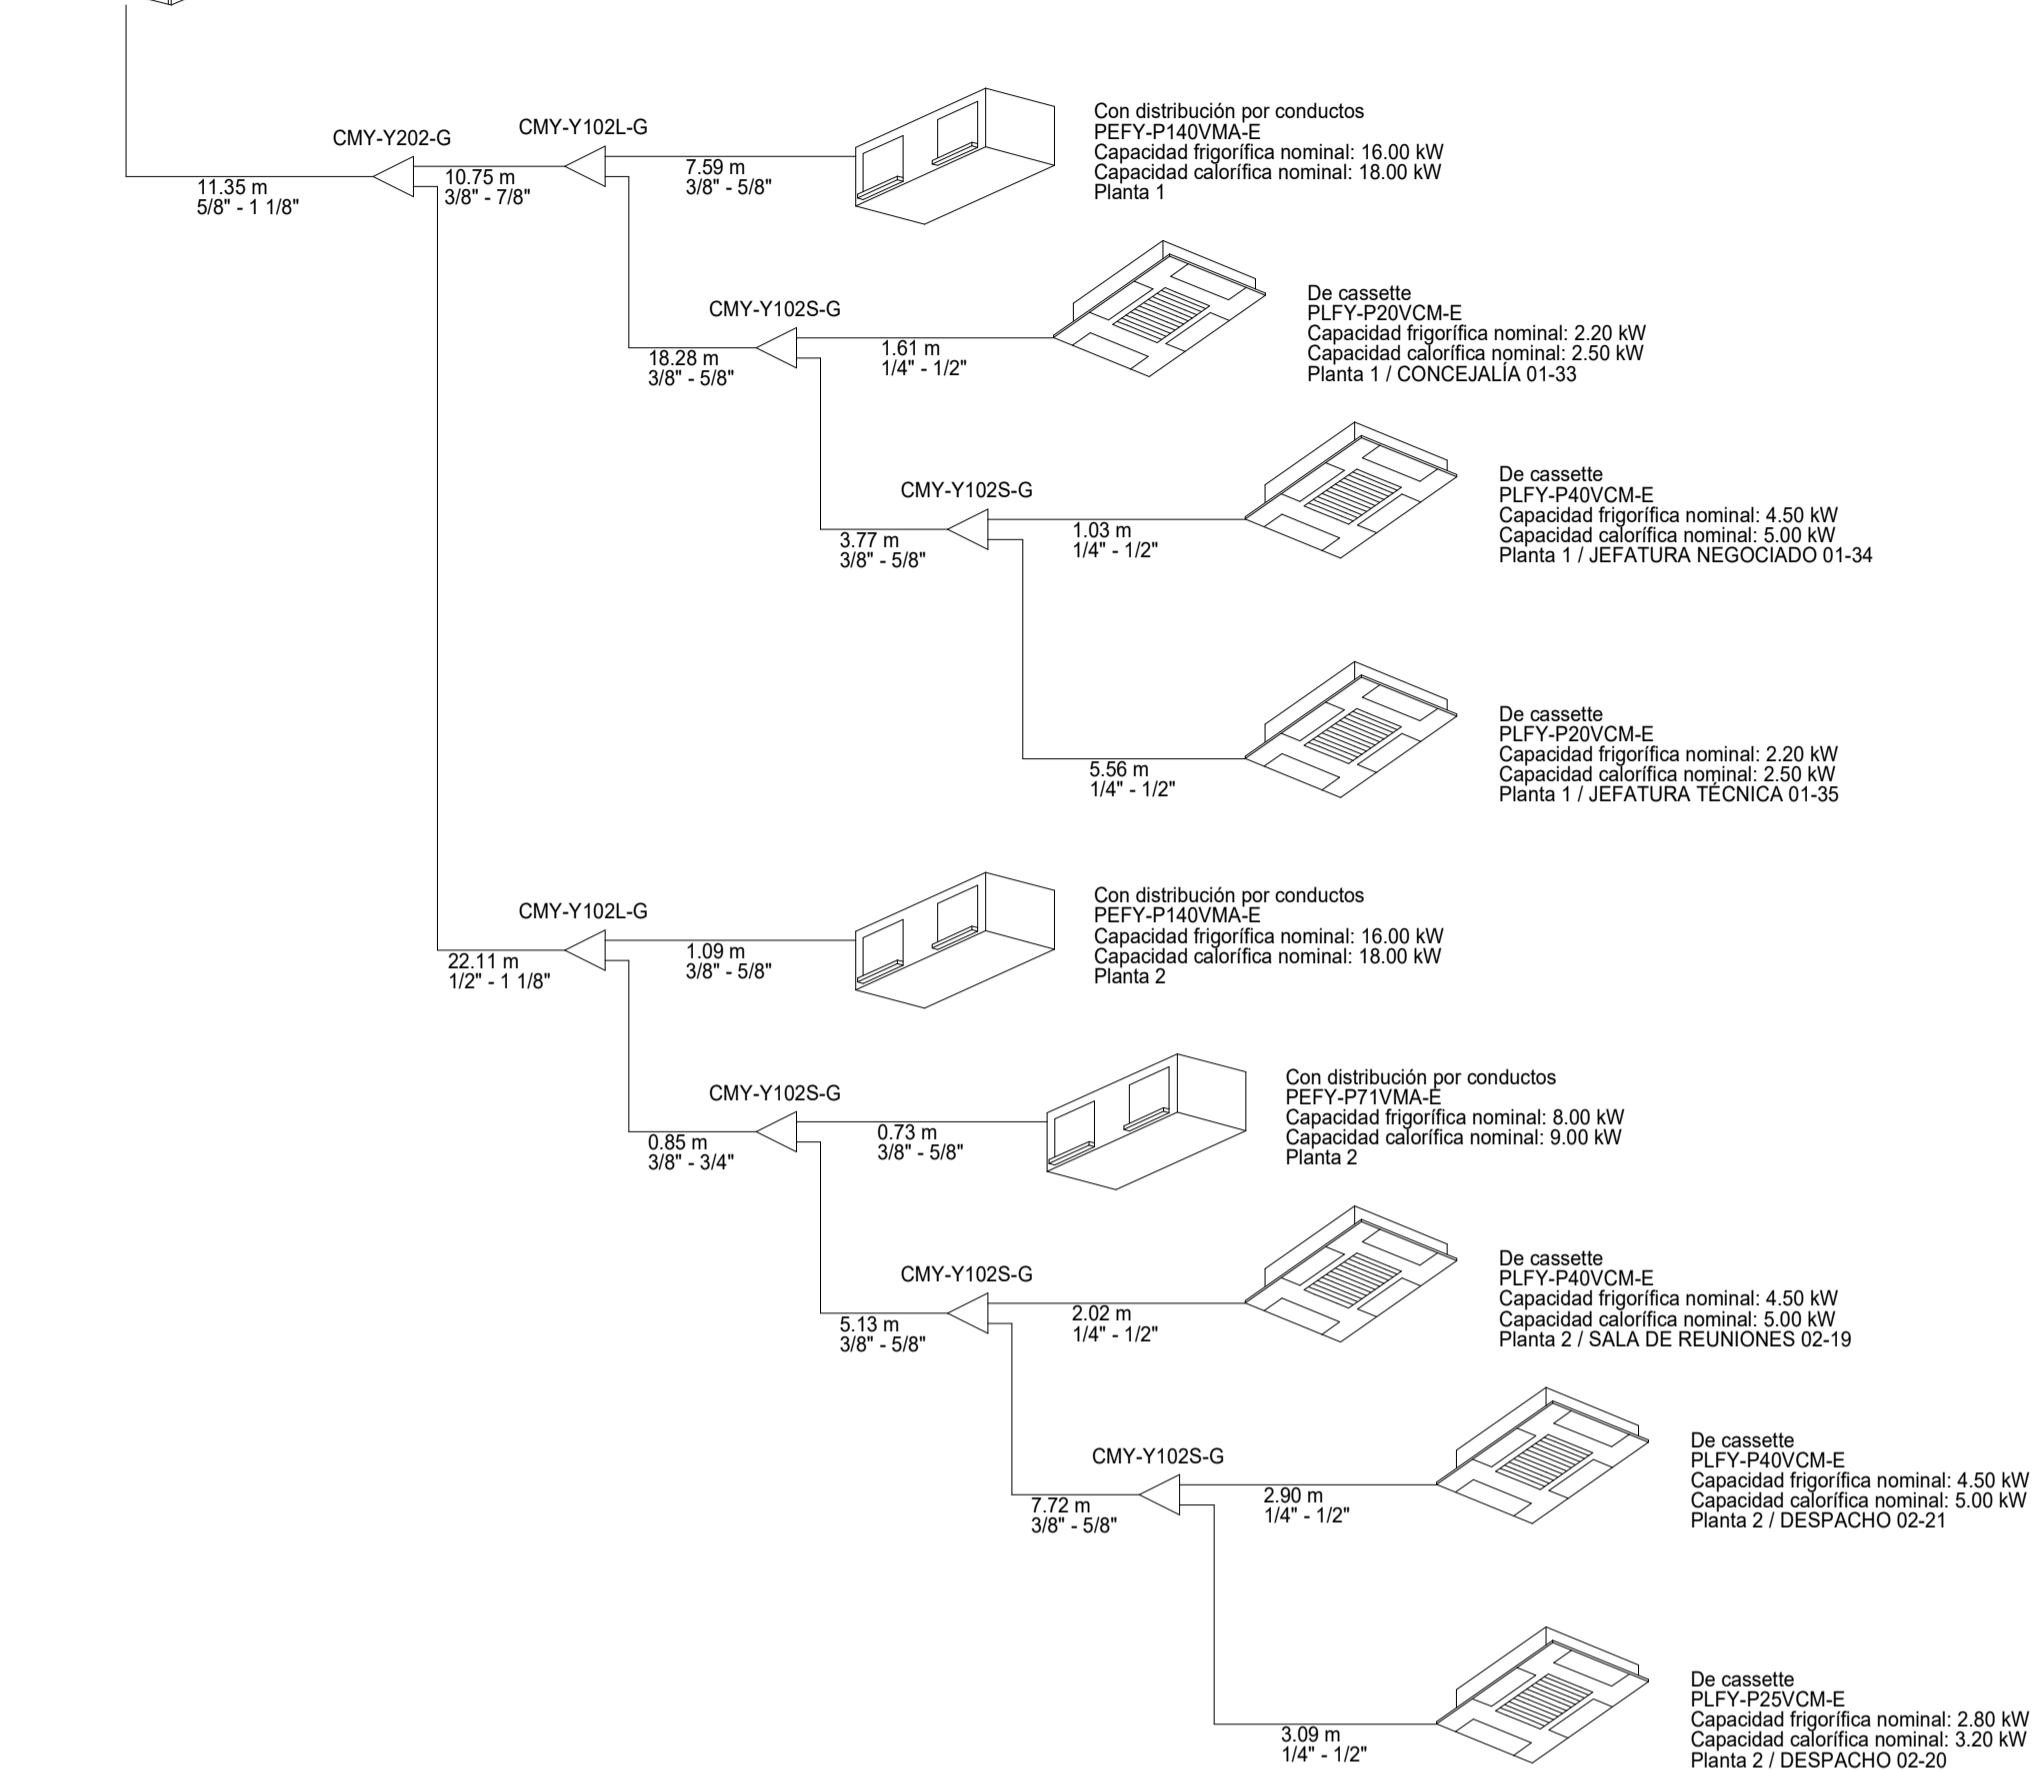 CMY-Y202-G
11.35 m
5/8" - 1 1/8"
CMY-Y102L-G
10.75 m
3/8" - 7/8"
7.59 m
3/8" - 5/8"
Con distribución por conductos
PEFY-P140VMA-E
Capacidad frigorífica nominal: 16.00 kW
Capacidad calorífica nominal: 18.00 kW
Planta 1
CMY-Y102S-G
18.28 m
3/8" - 5/8"
1.61 m
1/4" - 1/2"
De cassette
PLFY-P20VCM-E
Capacidad frigorífica nominal: 2.20 kW
Capacidad calorífica nominal: 2.50 kW
Planta 1 / CONCEJALÍA 01-33
CMY-Y102S-G
3.77 m
3/8" - 5/8"
1.03 m
1/4" - 1/2"
De cassette
PLFY-P40VCM-E
Capacidad frigorífica nominal: 4.50 kW
Capacidad calorífica nominal: 5.00 kW
Planta 1 / JEFATURA NEGOCIADO 01-34
5.56 m
1/4" - 1/2"
De cassette
PLFY-P20VCM-E
Capacidad frigorífica nominal: 2.20 kW
Capacidad calorífica nominal: 2.50 kW
Planta 1 / JEFATURA TÉCNICA 01-35
CMY-Y102L-G
22.11 m
1/2" - 1 1/8"
1.09 m
3/8" - 5/8"
Con distribución por conductos
PEFY-P140VMA-E
Capacidad frigorífica nominal: 16.00 kW
Capacidad calorífica nominal: 18.00 kW
Planta 2
CMY-Y102S-G
0.85 m
3/8" - 3/4"
0.73 m
3/8" - 5/8"
Con distribución por conductos
PEFY-P71VMA-E
Capacidad frigorífica nominal: 8.00 kW
Capacidad calorífica nominal: 9.00 kW
Planta 2
CMY-Y102S-G
5.13 m
3/8" - 5/8"
2.02 m
1/4" - 1/2"
De cassette
PLFY-P40VCM-E
Capacidad frigorífica nominal: 4.50 kW
Capacidad calorífica nominal: 5.00 kW
Planta 2 / SALA DE REUNIONES 02-19
CMY-Y102S-G
7.72 m
3/8" - 5/8"
2.90 m
1/4" - 1/2"
De cassette
PLFY-P40VCM-E
Capacidad frigorífica nominal: 4.50 kW
Capacidad calorífica nominal: 5.00 kW
Planta 2 / DESPACHO 02-21
3.09 m
1/4" - 1/2"
De cassette
PLFY-P25VCM-E
Capacidad frigorífica nominal: 2.80 kW
Capacidad calorífica nominal: 3.20 kW
Planta 2 / DESPACHO 02-20